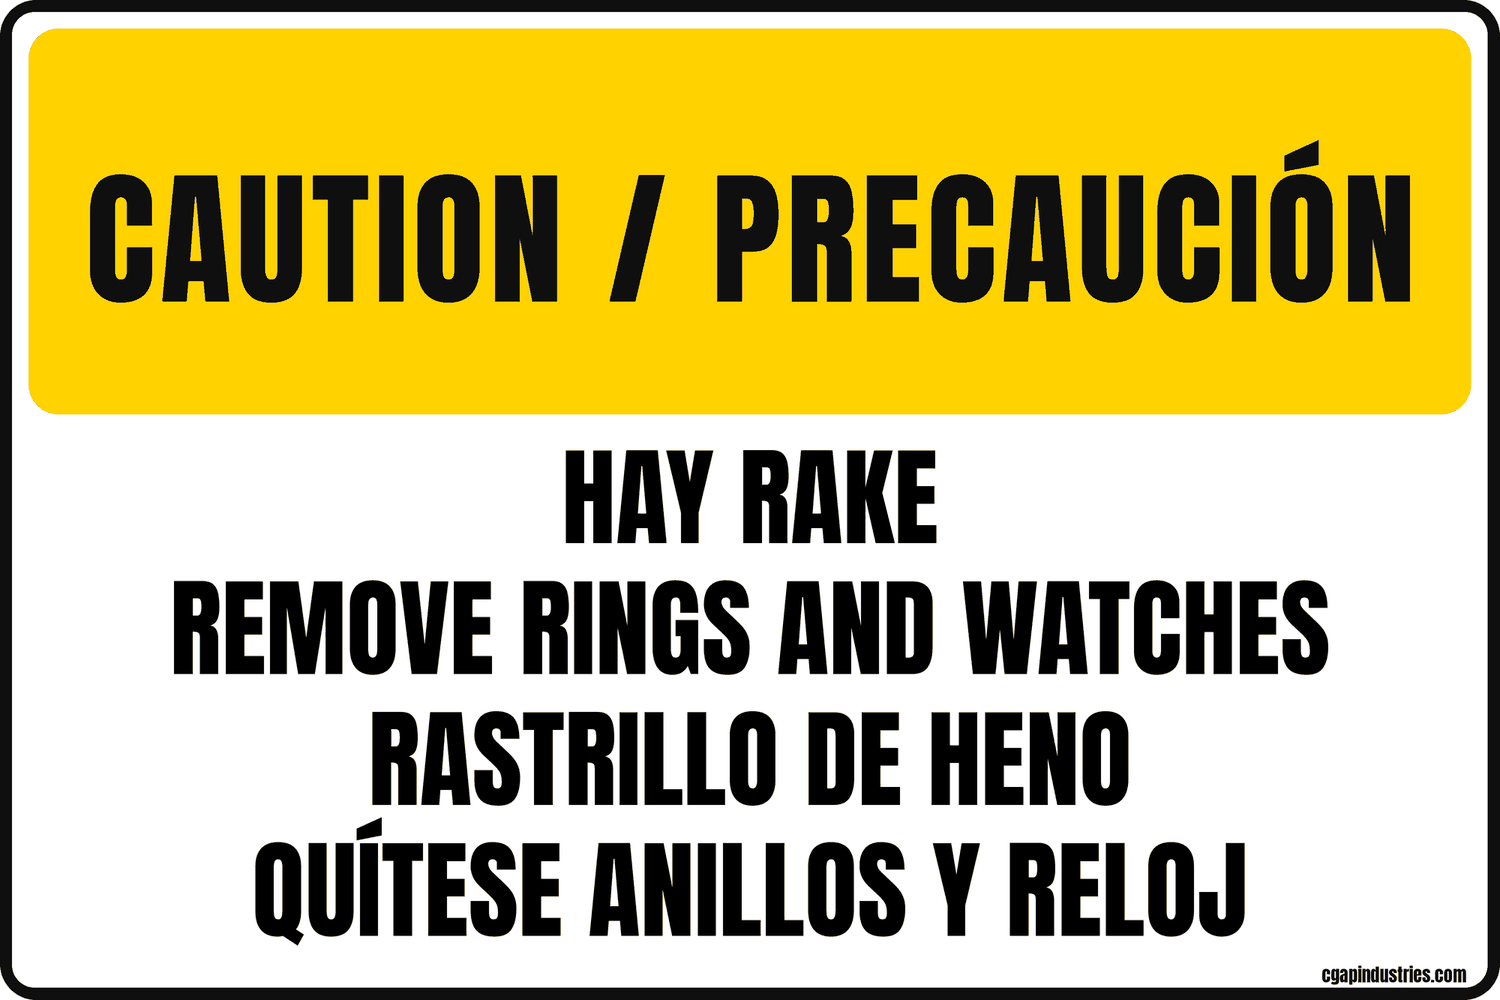 CAUTION / PRECAUCIÓN
HAY RAKE
REMOVE RINGS AND WATCHES
RASTRILLO DE HENO
QUÍTESE ANILLOS Y RELOJ
cgapindustries.com